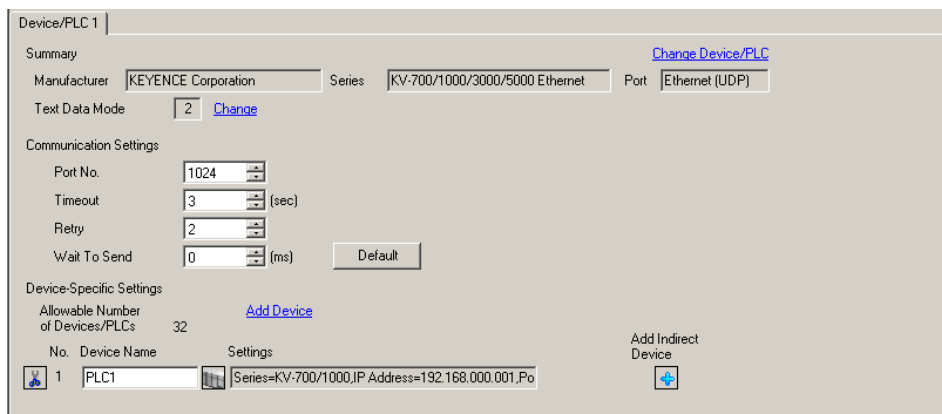 Device/PLC 1
Summary
Change Device/PLC
Manufacturer KEYENCE Corporation Series KV-700/1000/3000/5000 Ethernet Port Ethernet (UDP)
Text Data Mode 2 Change
Communication Settings
Port No. 1024
Timeout 3 (sec)
Retry 2
Wait To Send 0 (ms) Default
Device-Specific Settings
Allowable Number
of Devices/PLCs 32
Add Device
Add Indirect
Device
No. Device Name Settings
1 PLC1 Series=KV-700/1000,IP Address=192.168.000.001,Po